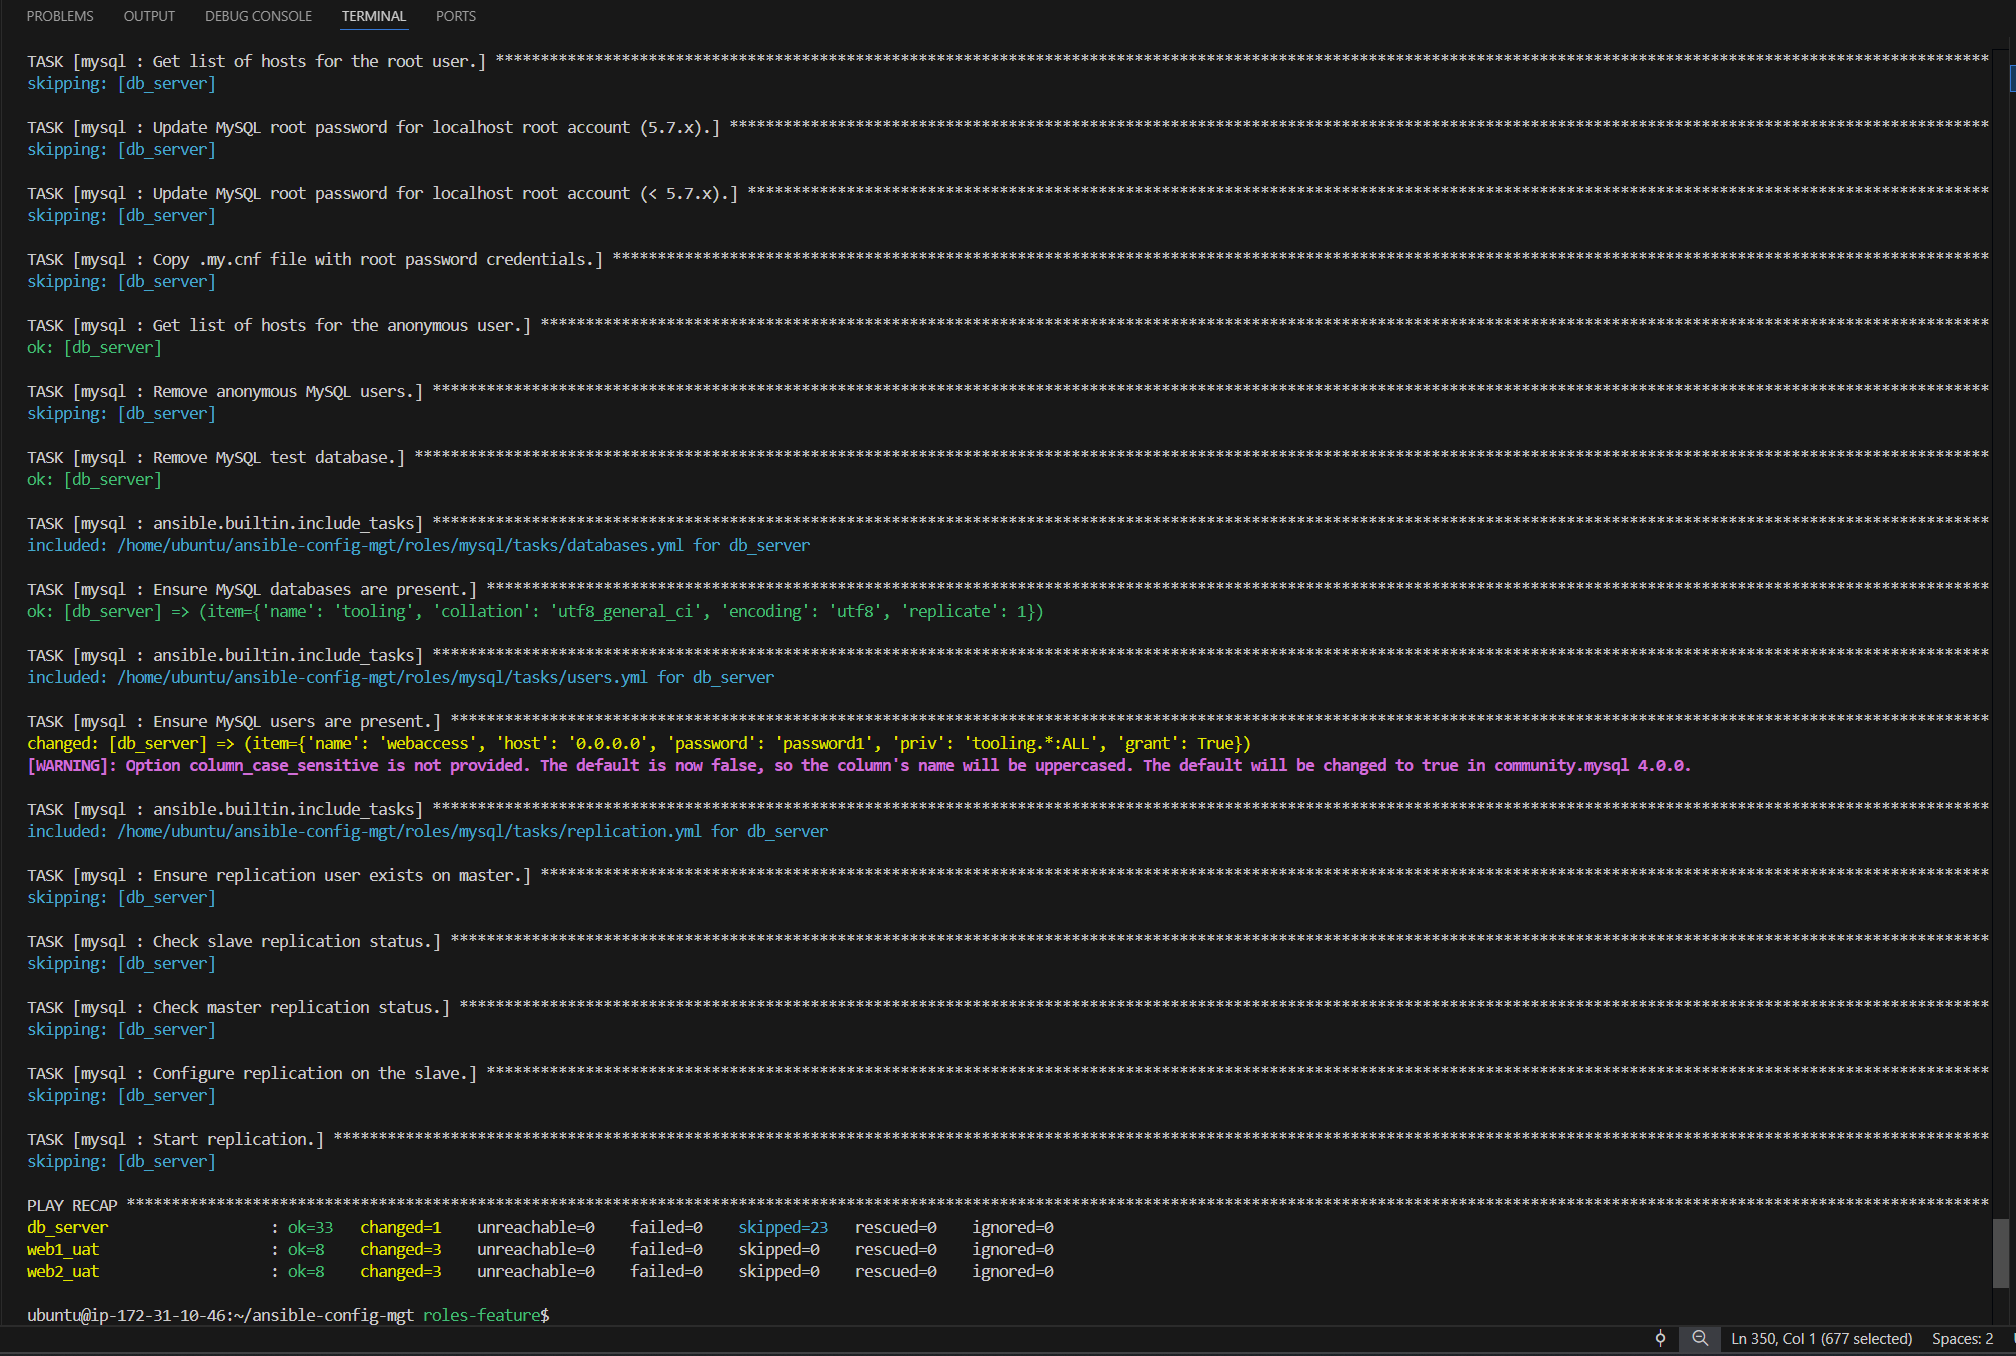 PROBLEMS OUTPUT DEBUG CONSOLE TERMINAL PORTS
TASK [mysql : Get list of hosts for the root user.] **********************************************************************************************************************************************************************
skipping: [db_server]
TASK [mysql : Update MySQL root password for localhost root account (5.7.x).] ********************************************************************************************************************************************
skipping: [db_server]
TASK [mysql : Update MySQL root password for localhost root account (< 5.7.x).] ******************************************************************************************************************************************
skipping: [db_server]
TASK [mysql : Copy .my.cnf file with root password credentials.] *********************************************************************************************************************************************************
skipping: [db_server]
TASK [mysql : Get list of hosts for the anonymous user.] *****************************************************************************************************************************************************************
ok: [db_server]
TASK [mysql : Remove anonymous MySQL users.] *****************************************************************************************************************************************************************************
skipping: [db_server]
TASK [mysql : Remove MySQL test database.] *******************************************************************************************************************************************************************************
ok: [db_server]
TASK [mysql : ansible.builtin.include_tasks] *****************************************************************************************************************************************************************************
included: /home/ubuntu/ansible-config-mgt/roles/mysql/tasks/databases.yml for db_server
TASK [mysql : Ensure MySQL databases are present.] ***********************************************************************************************************************************************************************
ok: [db_server] => (item={'name': 'tooling', 'collation': 'utf8_general_ci', 'encoding': 'utf8', 'replicate': 1})
TASK [mysql : ansible.builtin.include_tasks] *****************************************************************************************************************************************************************************
included: /home/ubuntu/ansible-config-mgt/roles/mysql/tasks/users.yml for db_server
TASK [mysql : Ensure MySQL users are present.] ***************************************************************************************************************************************************************************
changed: [db_server] => (item={'name': 'webaccess', 'host': '0.0.0.0', 'password': 'password1', 'priv': 'tooling.*:ALL', 'grant': True})
[WARNING]: Option column_case_sensitive is not provided. The default is now false, so the column's name will be uppercased. The default will be changed to true in community.mysql 4.0.0.
TASK [mysql : ansible.builtin.include_tasks] *****************************************************************************************************************************************************************************
included: /home/ubuntu/ansible-config-mgt/roles/mysql/tasks/replication.yml for db_server
TASK [mysql : Ensure replication user exists on master.] *****************************************************************************************************************************************************************
skipping: [db_server]
TASK [mysql : Check slave replication status.] ***************************************************************************************************************************************************************************
skipping: [db_server]
TASK [mysql : Check master replication status.] **************************************************************************************************************************************************************************
skipping: [db_server]
TASK [mysql : Configure replication on the slave.] ***********************************************************************************************************************************************************************
skipping: [db_server]
TASK [mysql : Start replication.] ****************************************************************************************************************************************************************************************
skipping: [db_server]
PLAY RECAP ***************************************************************************************************************************************************************************************************************
db_server : ok=33 changed=1 unreachable=0 failed=0 skipped=23 rescued=0 ignored=0
web1_uat : ok=8 changed=3 unreachable=0 failed=0 skipped=0 rescued=0 ignored=0
web2_uat : ok=8 changed=3 unreachable=0 failed=0 skipped=0 rescued=0 ignored=0
ubuntu@ip-172-31-10-46:~/ansible-config-mgt roles-feature$
Ln 350, Col 1 (677 selected) Spaces: 2